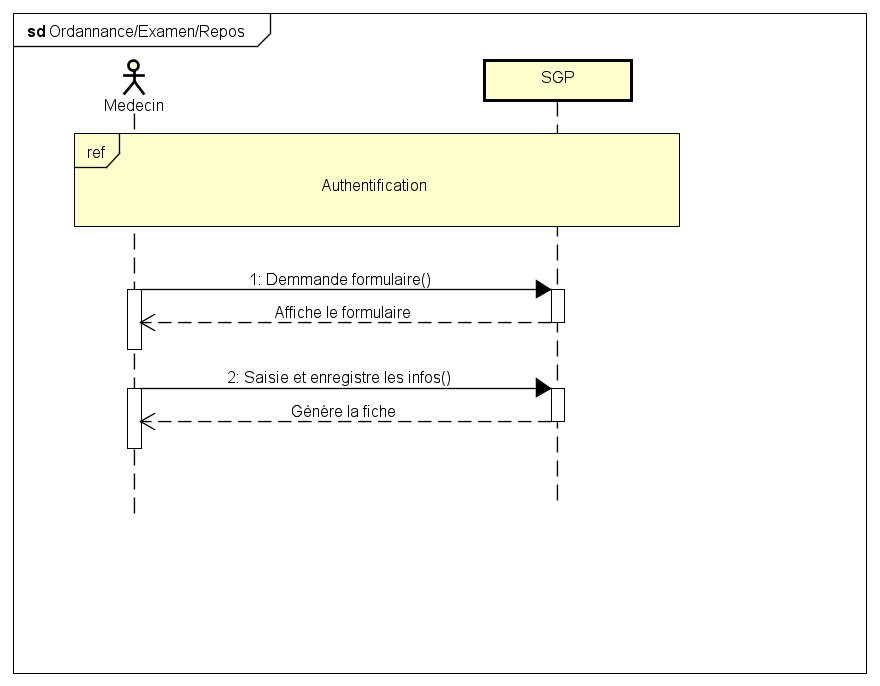 sd Ordannance/Examen/Repos
Medecin
SGP
ref
Authentification
1: Demmande formulaire()
Affiche le formulaire
2: Saisie et enregistre les infos()
Génère la fiche